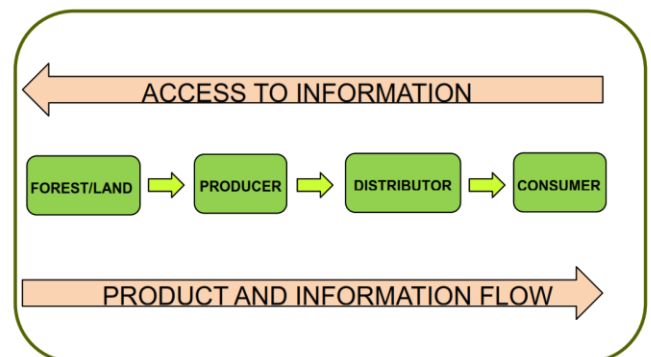 ACCESS TO INFORMATION
FOREST/LAND
PRODUCER
DISTRIBUTOR
CONSUMER
PRODUCT AND INFORMATION FLOW